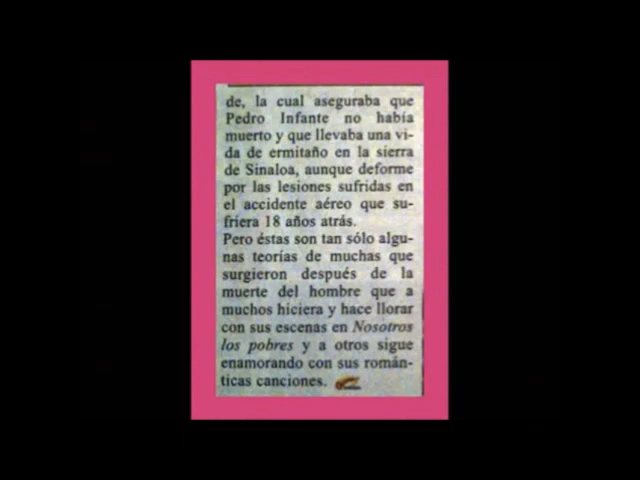 de, la cual aseguraba que
Pedro Infante no había
muerto y que llevaba una vi-
da de ermitaño en la sierra
de Sinaloa, aunque deforme
por las lesiones sufridas en
el accidente aéreo que su-
friera 18 años atrás.
Pero éstas son tan sólo algu-
nas teorías de muchas que
surgieron después de la
muerte del hombre que a
muchos hiciera y hace llorar
con sus escenas en Nosotros
los pobres y a otros sigue
enamorando con sus román-
ticas canciones.